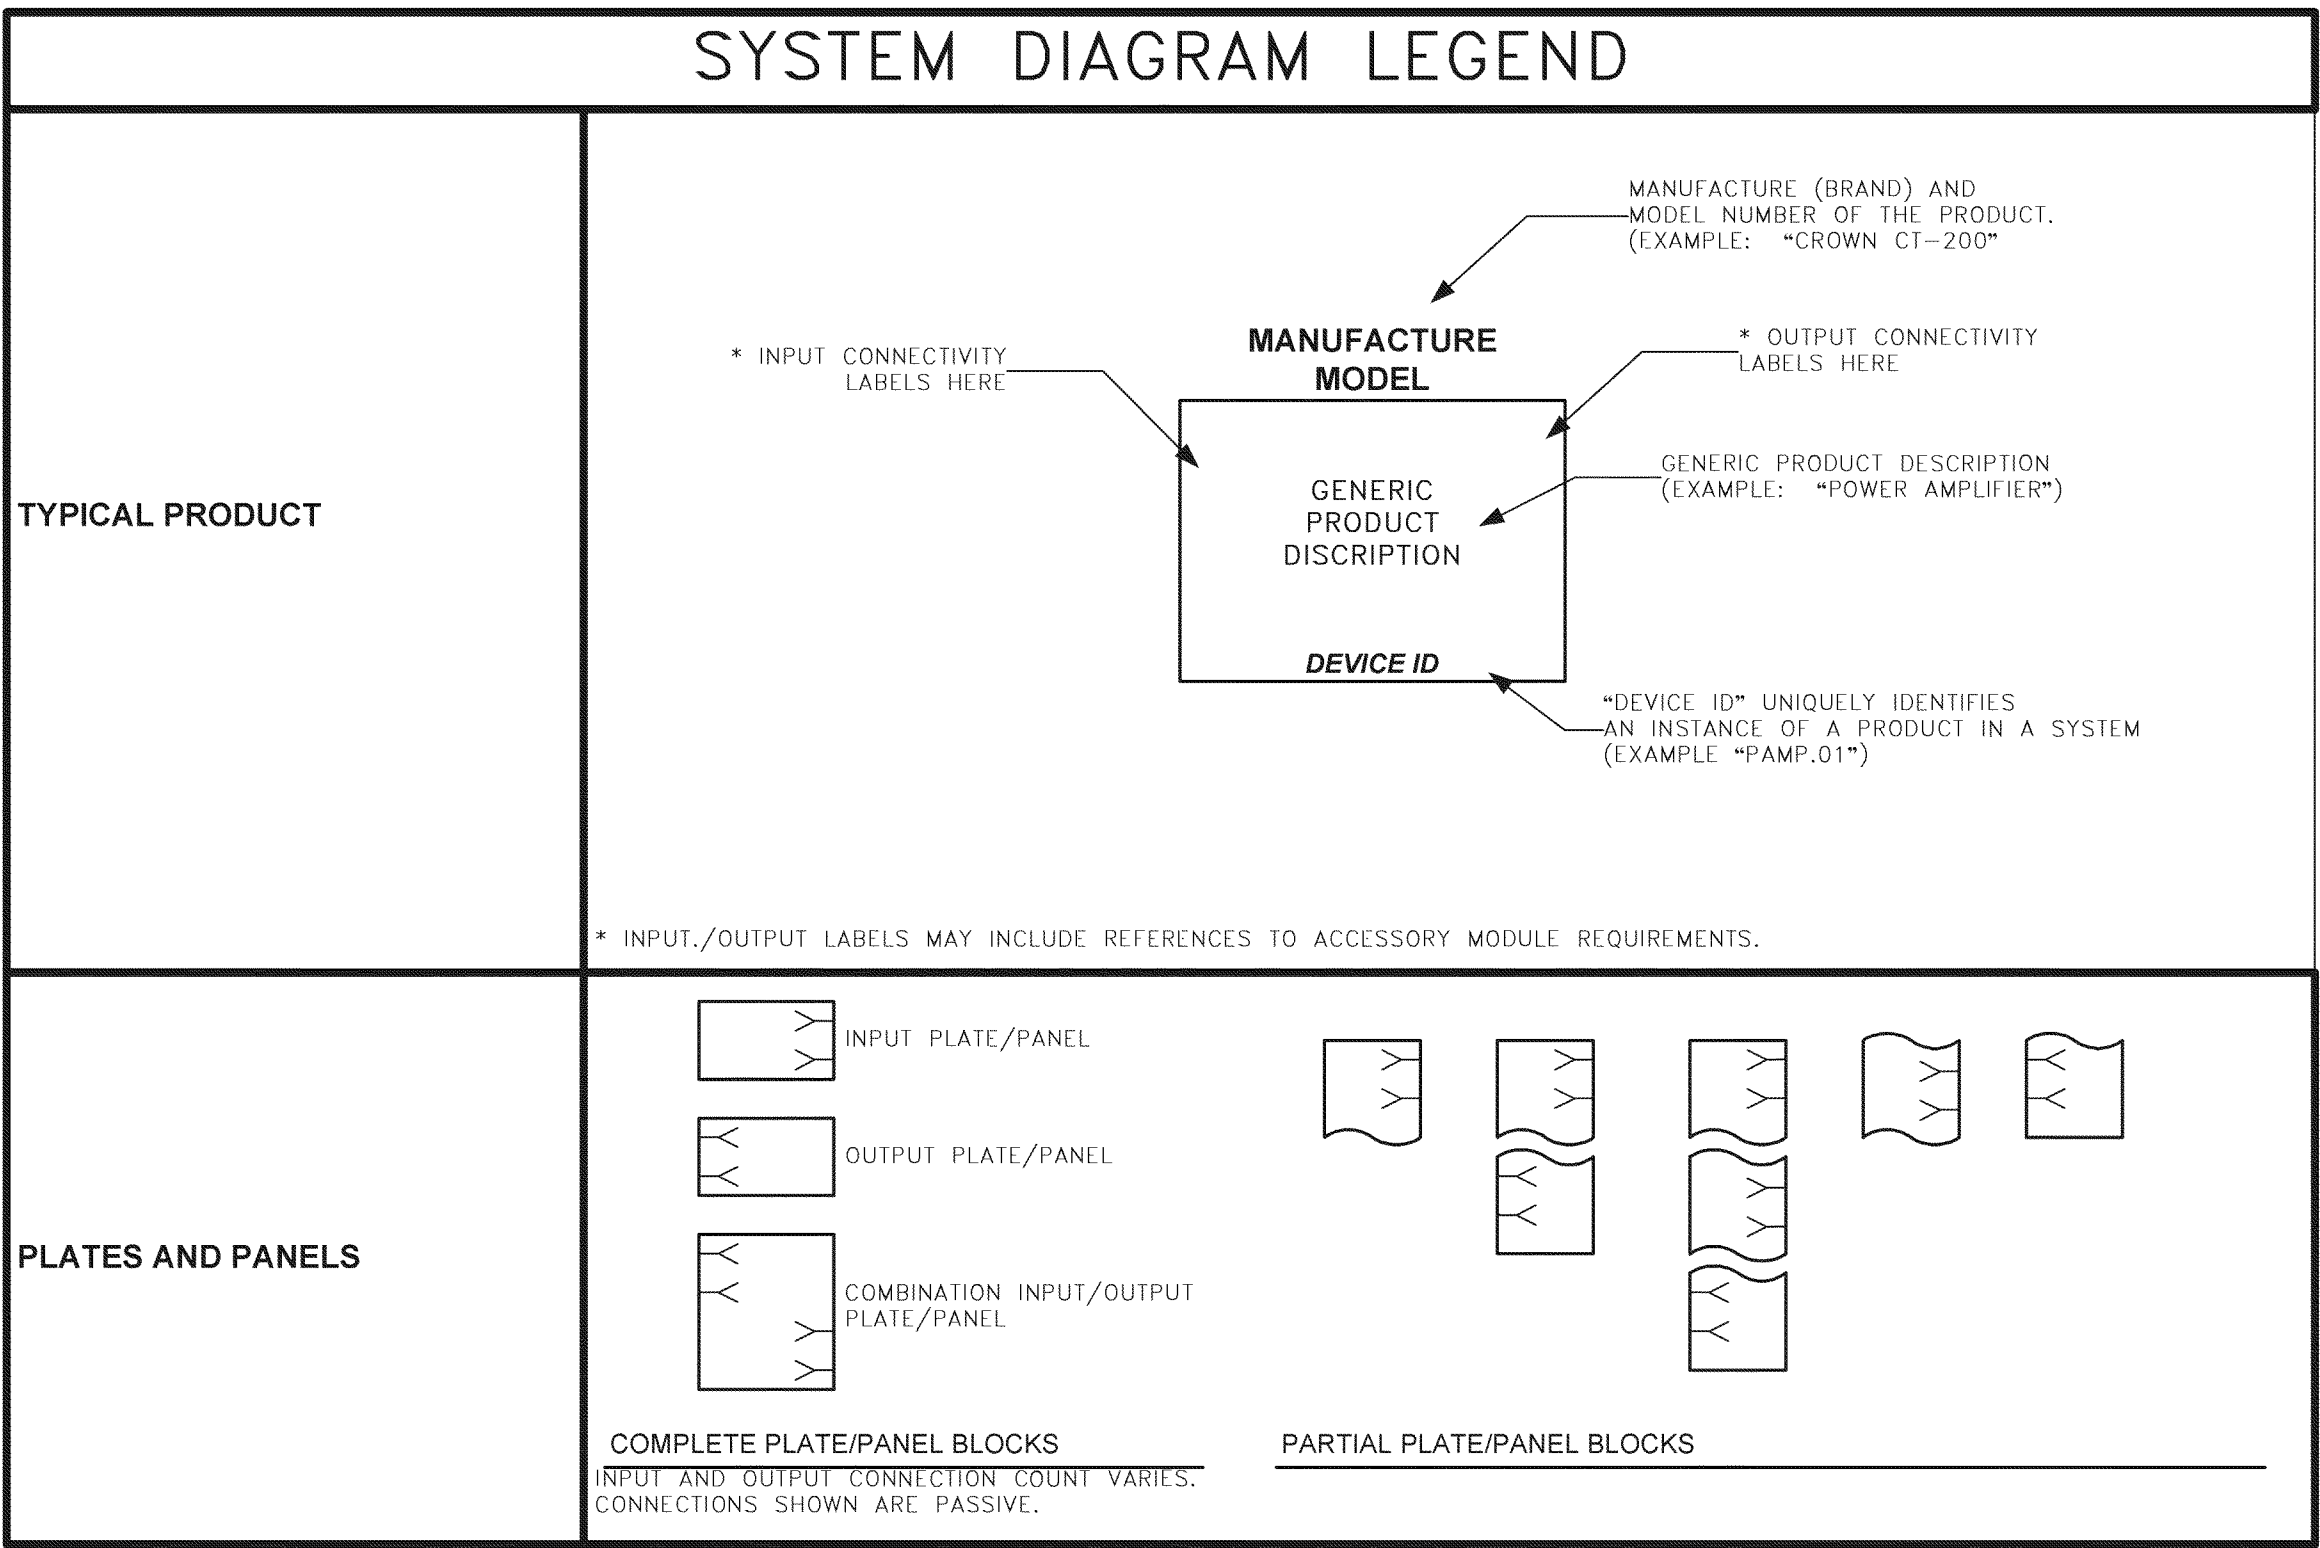 SYSTEM DIAGRAM LEGEND
TYPICAL PRODUCT
MANUFACTURE (BRAND) AND
MODEL NUMBER OF THE PRODUCT.
(EXAMPLE: “CROWN CT-200”
* INPUT CONNECTIVITY
LABELS HERE
MANUFACTURE
MODEL
* OUTPUT CONNECTIVITY
LABELS HERE
GENERIC
PRODUCT
DISCRIPTION
GENERIC PRODUCT DESCRIPTION
(EXAMPLE: “POWER AMPLIFIER”)
DEVICE ID
“DEVICE ID” UNIQUELY IDENTIFIES
AN INSTANCE OF A PRODUCT IN A SYSTEM
(EXAMPLE “PAMP.01”)
* INPUT./OUTPUT LABELS MAY INCLUDE REFERENCES TO ACCESSORY MODULE REQUIREMENTS.
PLATES AND PANELS
INPUT PLATE/PANEL
OUTPUT PLATE/PANEL
COMBINATION INPUT/OUTPUT
PLATE/PANEL
COMPLETE PLATE/PANEL BLOCKS
INPUT AND OUTPUT CONNECTION COUNT VARIES.
CONNECTIONS SHOWN ARE PASSIVE.
PARTIAL PLATE/PANEL BLOCKS